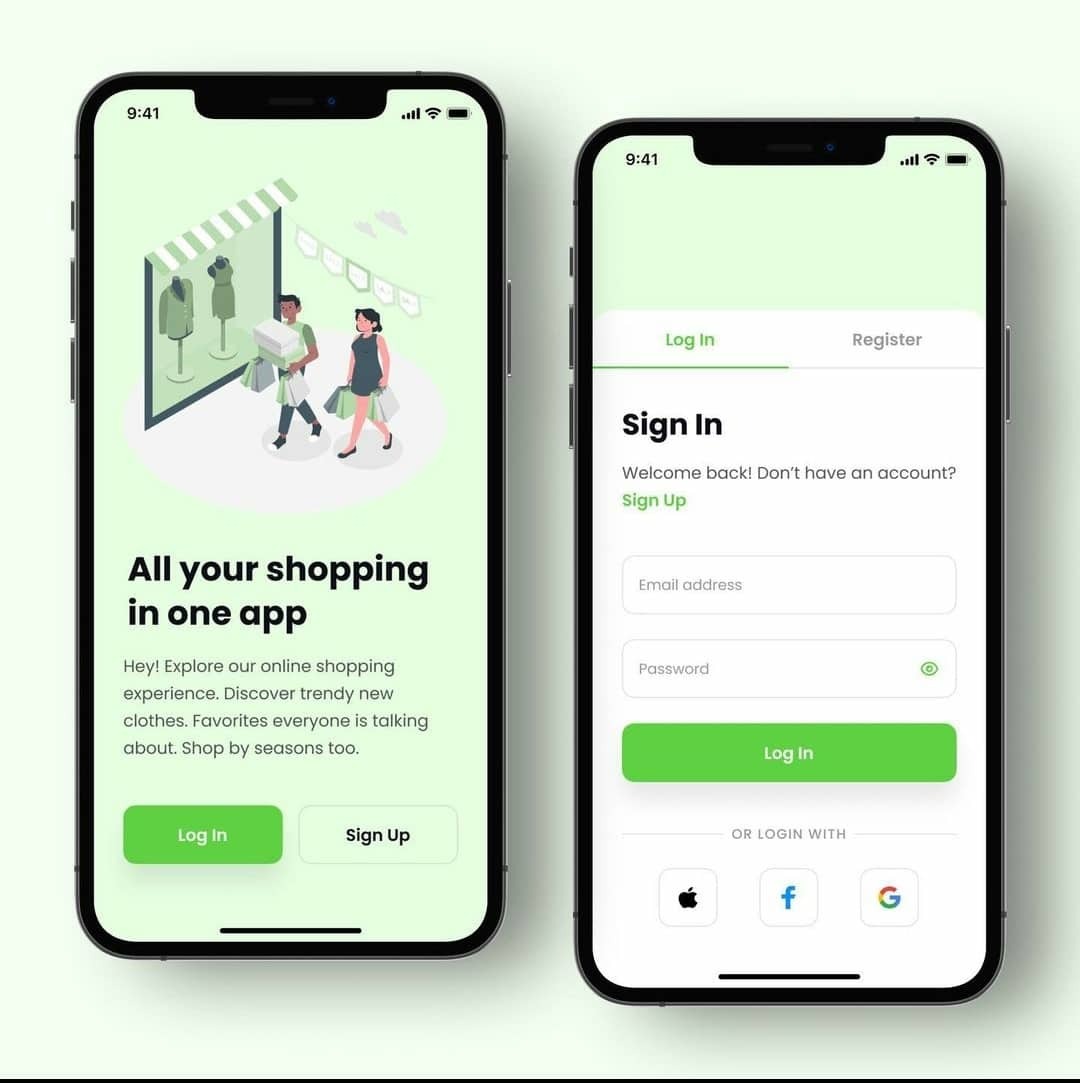 9:41
All your shopping
in one app
Hey! Explore our online shopping
experience. Discover trendy new
clothes. Favorites everyone is talking
about. Shop by seasons too.
Log In
Sign Up
9:41
Log In
Register
Sign In
Welcome back! Don’t have an account?
Sign Up
Email address
Password
Log In
OR LOGIN WITH